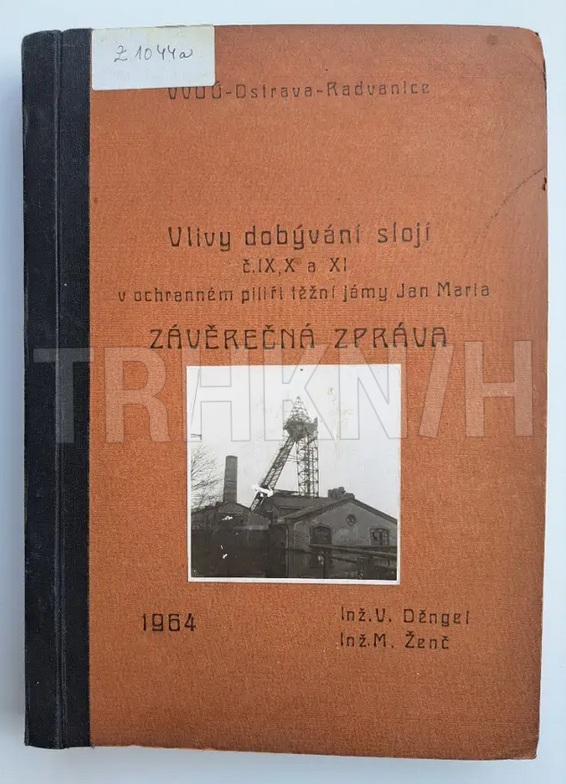 Z 1044a
VVUÚ-Ostrava-Radvanice
Vlivy dobývání slojí
č.IX, X a XI
v ochranném pilíři těžní jámy Jan Maria
ZÁVĚREČNÁ ZPRÁVA
TRHKNIH
1964
Inž.V. Děngel
Inž.M. Ženč